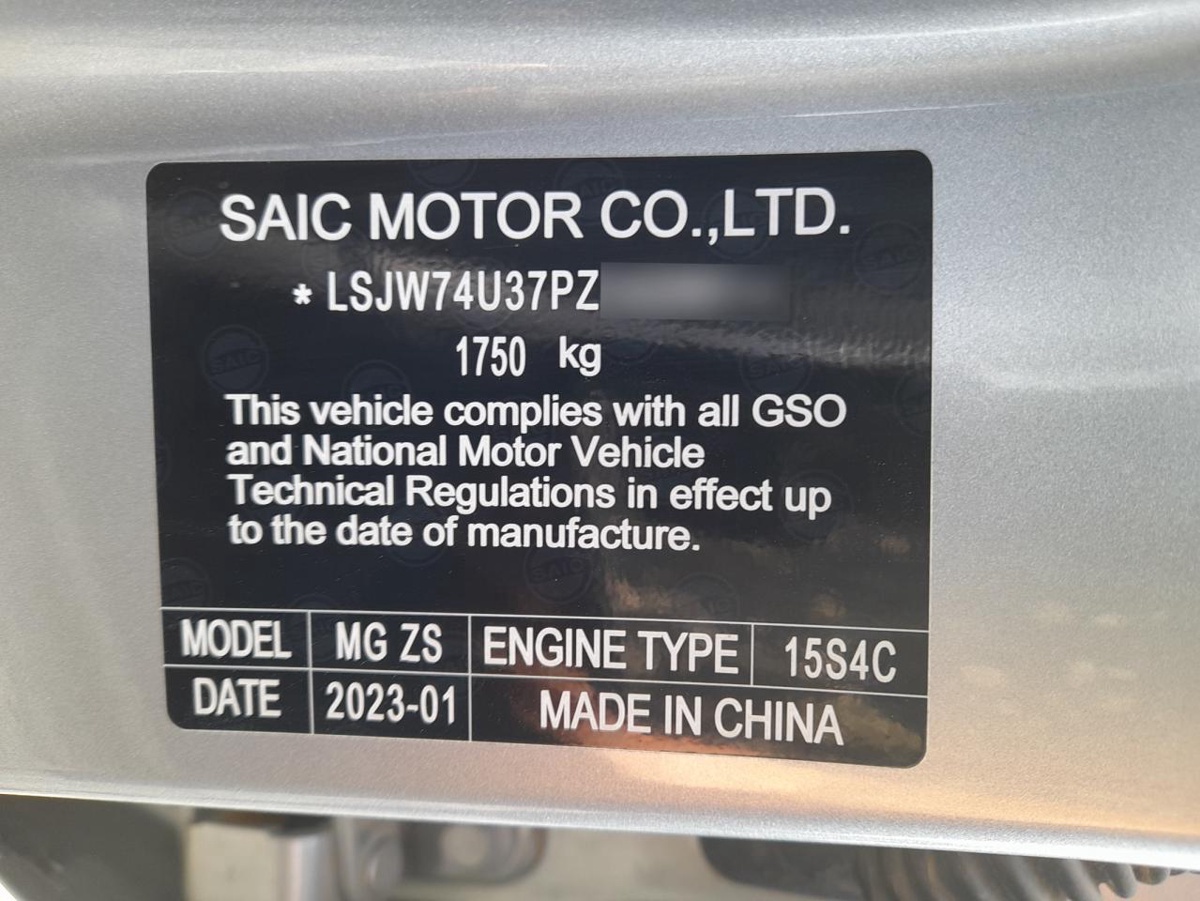 SAIC MOTOR CO.,LTD.
* LSJW74U37PZ
1750 kg
This vehicle complies with all GSO
and National Motor Vehicle
Technical Regulations in effect up
to the date of manufacture.
MODEL MG ZS ENGINE TYPE 15S4C
DATE 2023-01 MADE IN CHINA